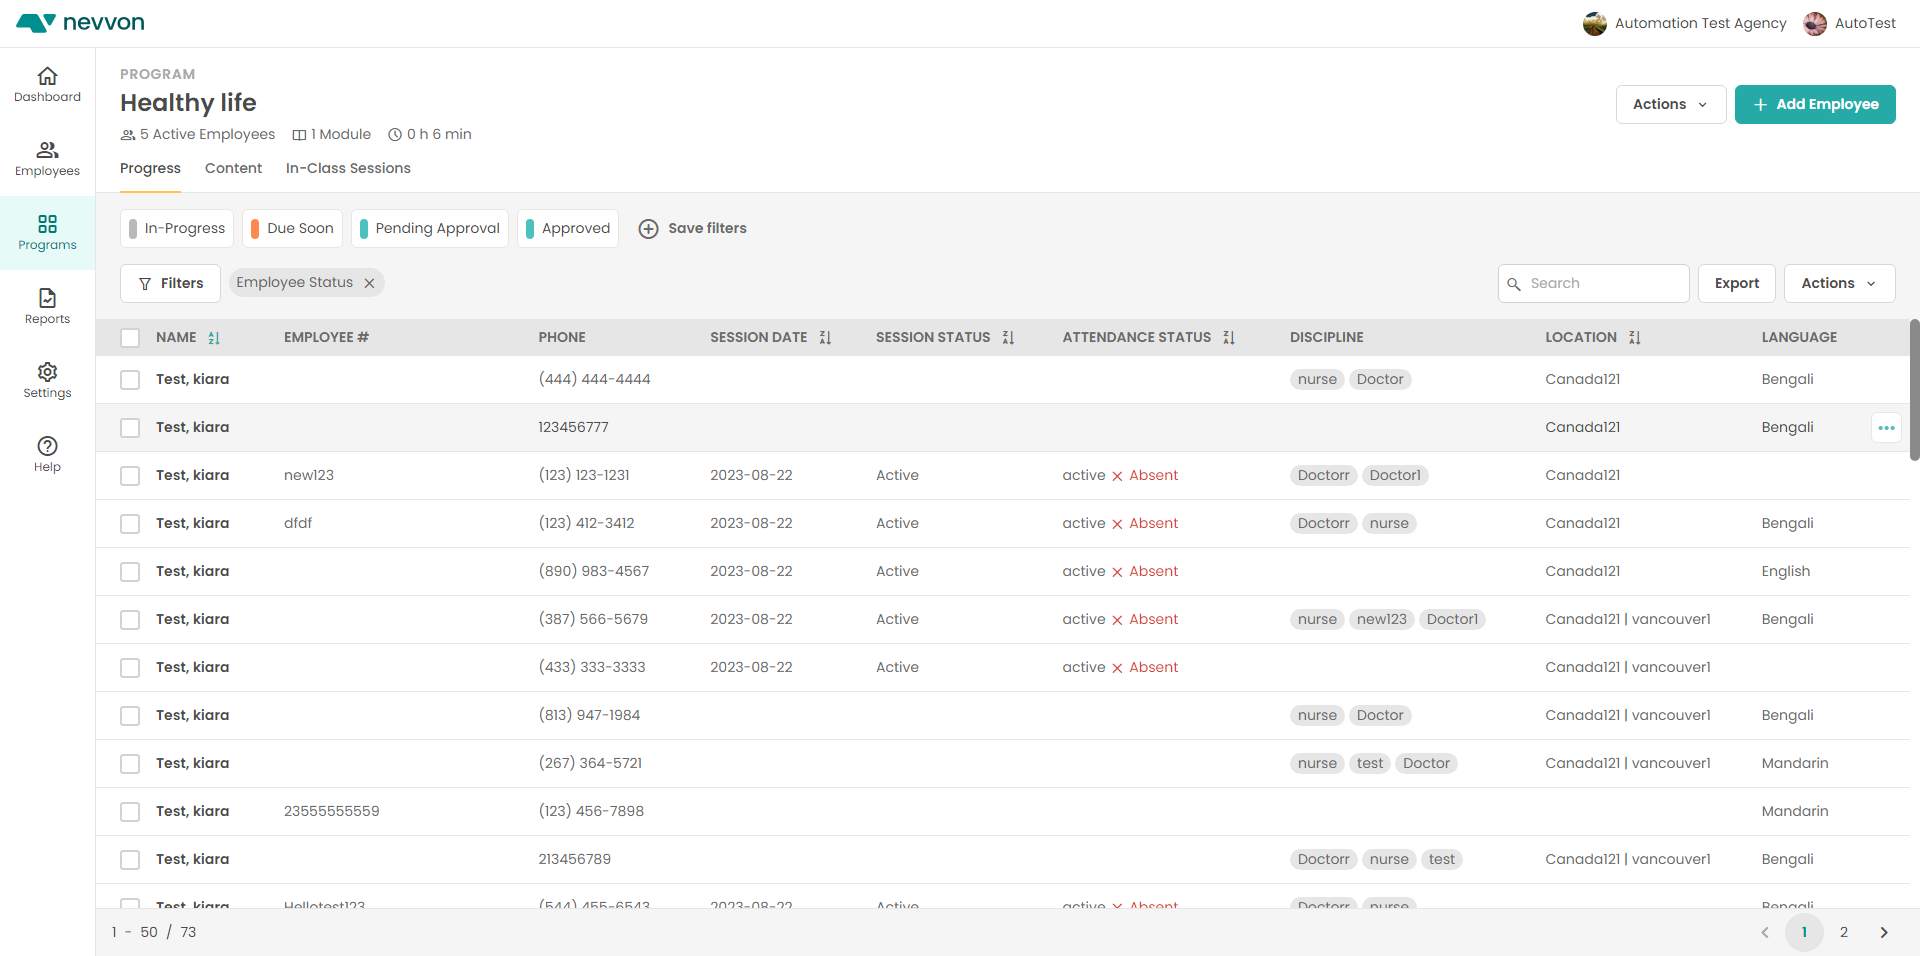 nevvon
Automation Test Agency
AutoTest
Dashboard
Employees
Programs
Reports
Settings
Help
PROGRAM
Healthy life
5 Active Employees 1 Module 0 h 6 min
Actions
+ Add Employee
Progress Content In-Class Sessions
In-Progress Due Soon Pending Approval Approved Save filters
Filters Employee Status Search Export Actions
NAME EMPLOYEE # PHONE SESSION DATE SESSION STATUS ATTENDANCE STATUS DISCIPLINE LOCATION LANGUAGE
Test, kiara (444) 444-4444 nurse Doctor Canada121 Bengali
Test, kiara 123456777 Canada121 Bengali
Test, kiara new123 (123) 123-1231 2023-08-22 Active active Absent Doctorr Doctor1 Canada121
Test, kiara dfdf (123) 412-3412 2023-08-22 Active active Absent Doctorr nurse Canada121 Bengali
Test, kiara (890) 983-4567 2023-08-22 Active active Absent Canada121 English
Test, kiara (387) 566-5679 2023-08-22 Active active Absent nurse new123 Doctor1 Canada121 | vancouver1 Bengali
Test, kiara (433) 333-3333 2023-08-22 Active active Absent Canada121 | vancouver1
Test, kiara (813) 947-1984 nurse Doctor Canada121 | vancouver1 Bengali
Test, kiara (267) 364-5721 nurse test Doctor Canada121 | vancouver1 Mandarin
Test, kiara 23555555559 (123) 456-7898 Mandarin
Test, kiara 213456789 Doctorr nurse test Canada121 | vancouver1 Bengali
Test, kiara Hellotest123 (544) 455-6543 2023-08-22 Active active Absent Doctorr nurse Bengali
1 - 50 / 73
1 2